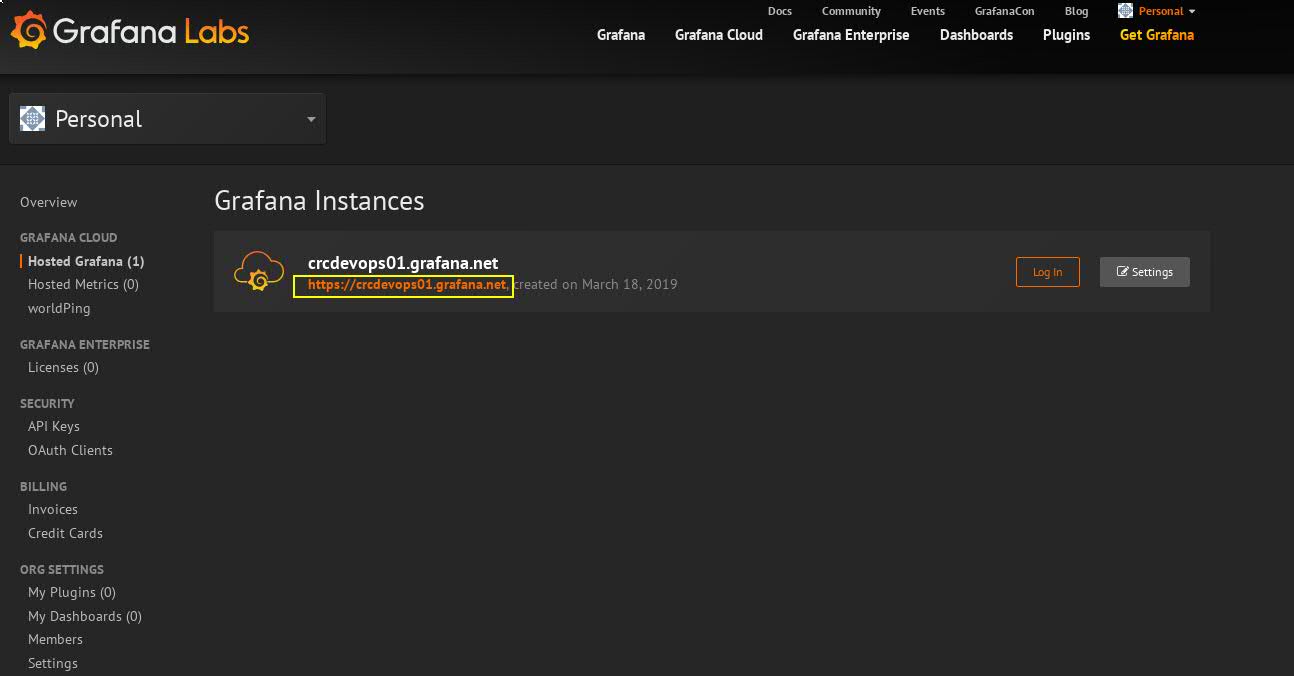 Grafana Labs
Docs Community Events GrafanaCon Blog Personal
Grafana Grafana Cloud Grafana Enterprise Dashboards Plugins Get Grafana
Personal
Overview
GRAFANA CLOUD
Hosted Grafana (1)
Hosted Metrics (0)
worldPing
GRAFANA ENTERPRISE
Licenses (0)
SECURITY
API Keys
OAuth Clients
BILLING
Invoices
Credit Cards
ORG SETTINGS
My Plugins (0)
My Dashboards (0)
Members
Settings
Grafana Instances
crcdevops01.grafana.net
https://crcdevops01.grafana.net, created on March 18, 2019
Log In Settings